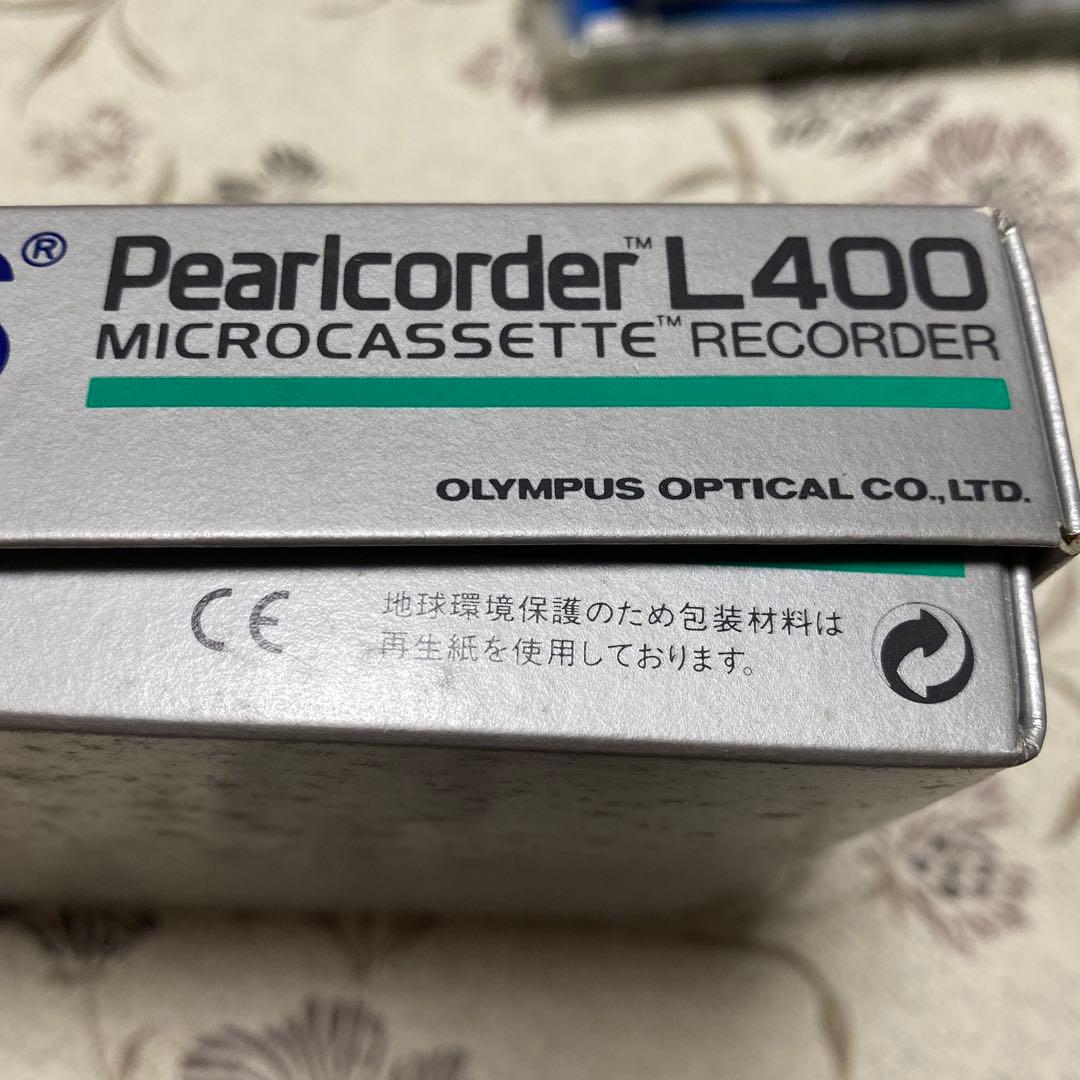 S® Pearlcorder™ L400
MICROCASSETTE™ RECORDER
OLYMPUS OPTICAL CO.,LTD.
CE 地球環境保護のため包装材料は
再生紙を使用しております。